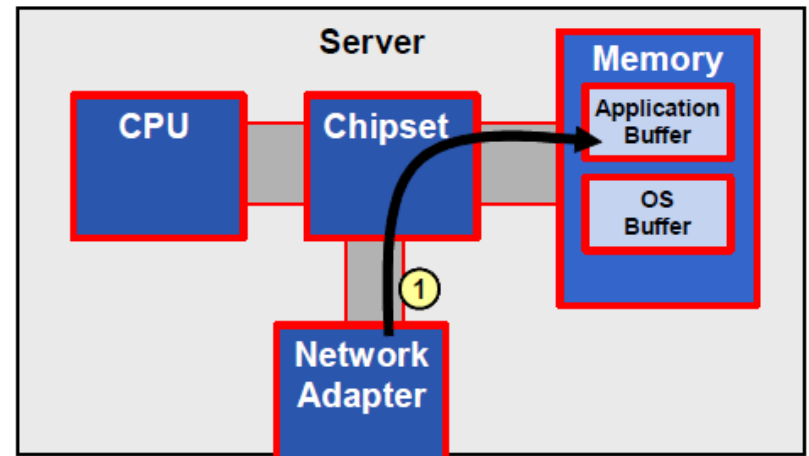 Server
Memory
Application
Buffer
CPU
Chipset
OS
Buffer
1
Network
Adapter